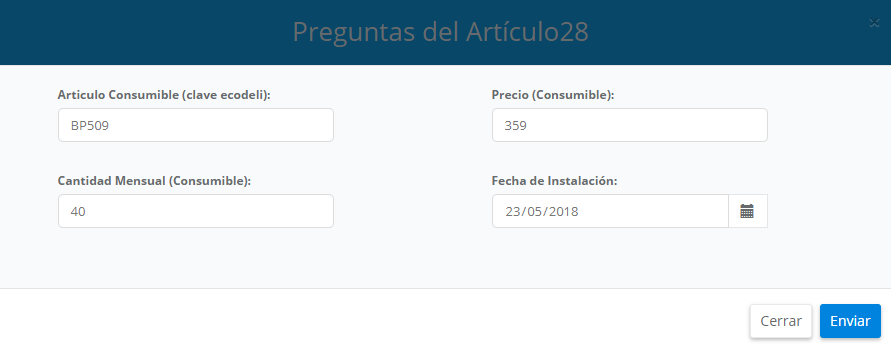 Preguntas del Artículo28
×
Articulo Consumible (clave ecodeli):
Precio (Consumible):
BP509
359
Cantidad Mensual (Consumible):
Fecha de Instalación:
40
23/05/2018
Cerrar
Enviar